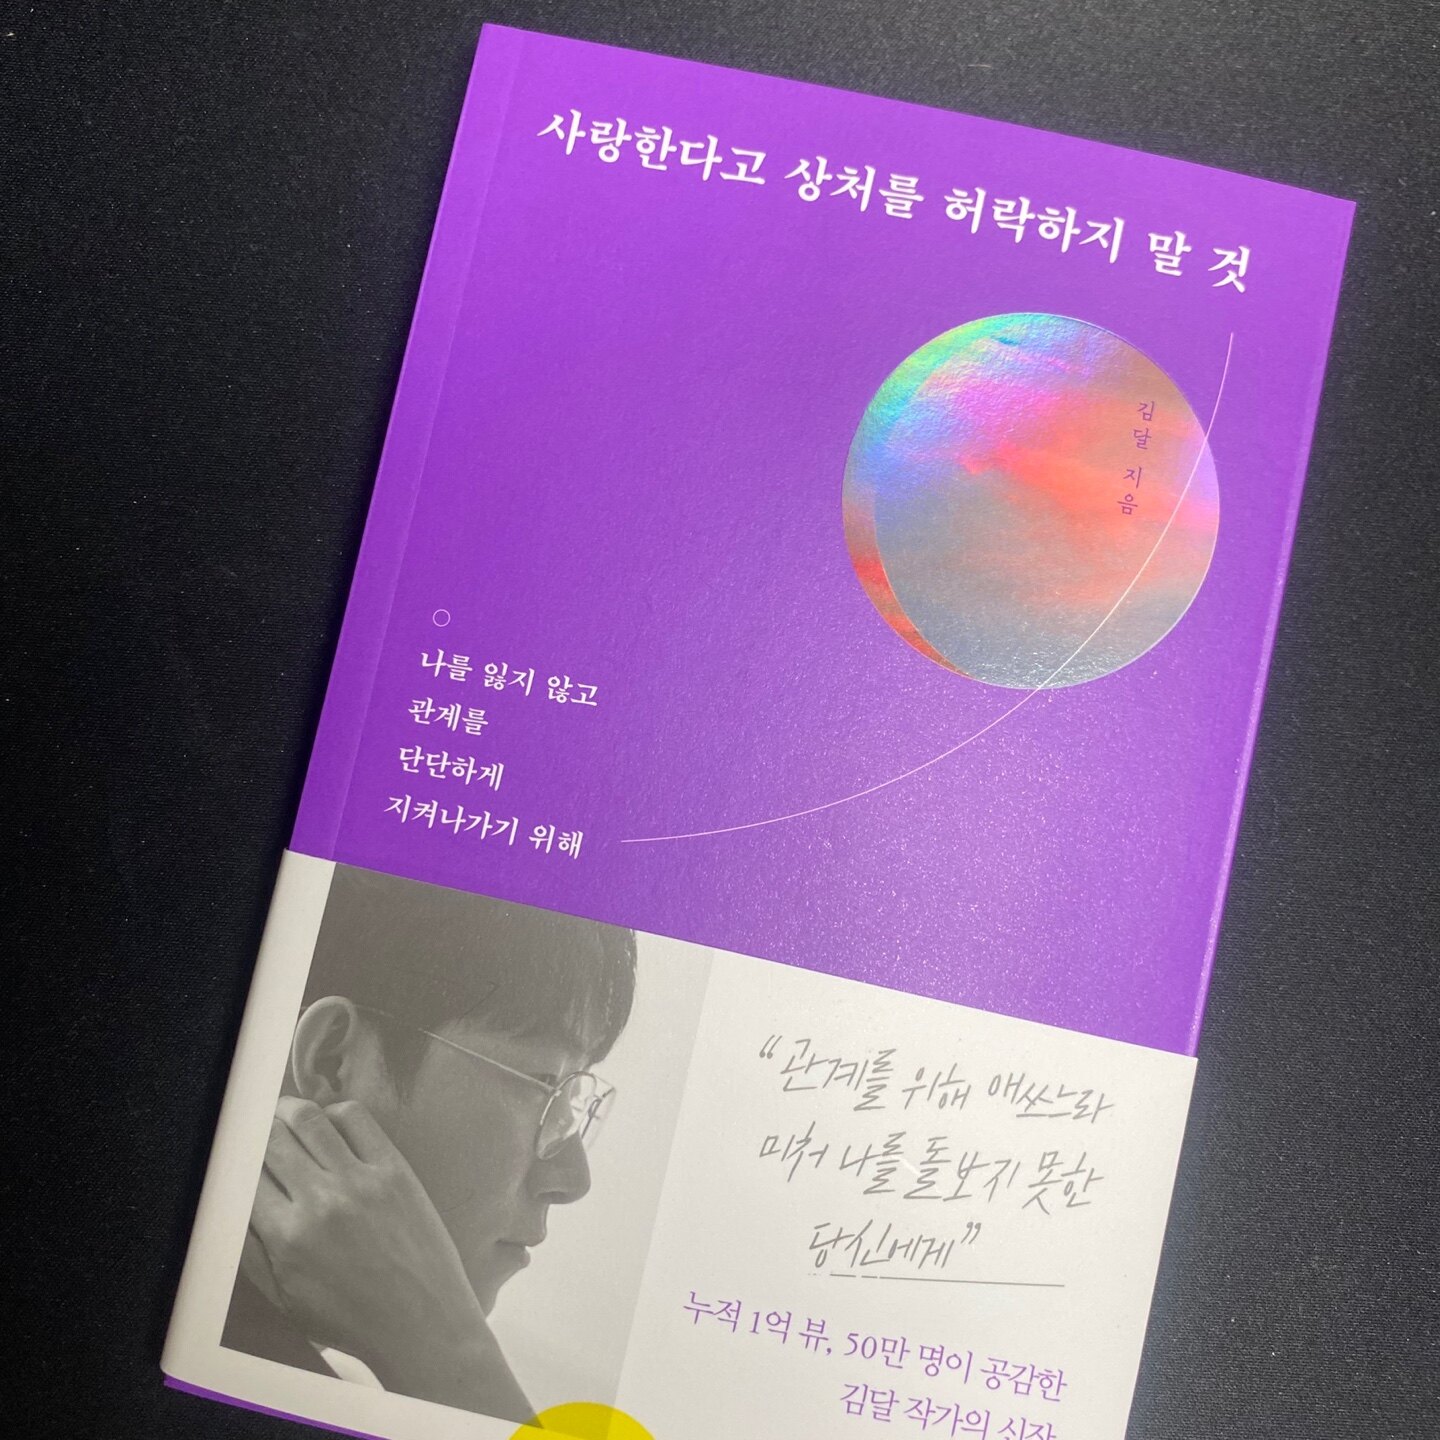 사랑한다고 상처를 허락하지 말 것
김달 지음
나를 잃지 않고
관계를
단단하게
지켜나가기 위해
“관계를 위해 애쓰느라
미처 나를 돌보지 못한
당신에게”
누적 1억 뷰, 50만 명이 공감한
김달 작가의 신작